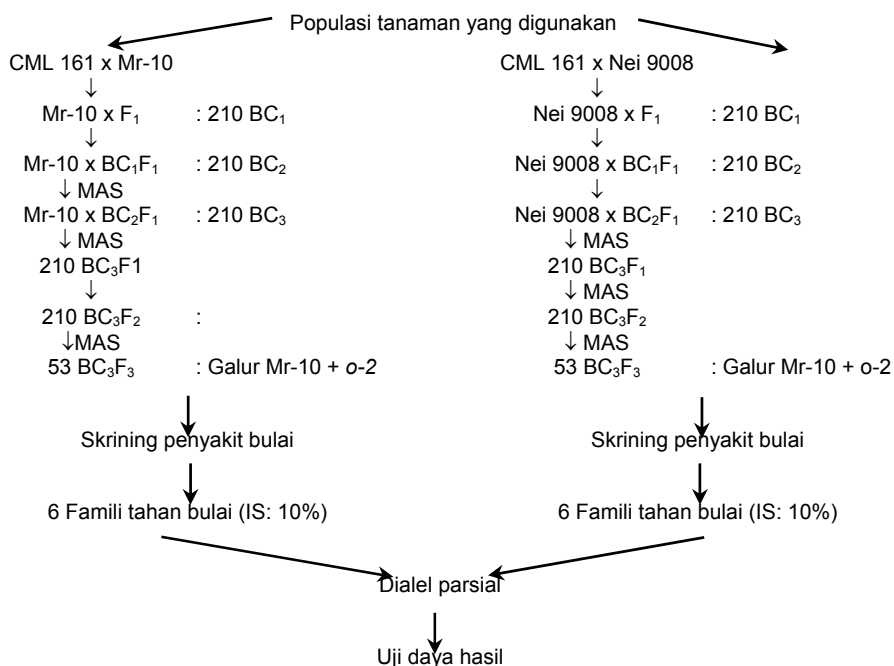 Populasi tanaman yang digunakan
CML 161 x Mr-10
↓
Mr-10 x F₁ : 210 BC₁
↓
Mr-10 x BC₁F₁ : 210 BC₂
↓ MAS
Mr-10 x BC₂F₁ : 210 BC₃
↓ MAS
210 BC₃F1
↓
210 BC₃F₂ :
↓MAS
53 BC₃F₃ : Galur Mr-10 + o-2
Skrining penyakit bulai
6 Famili tahan bulai (IS: 10%)
CML 161 x Nei 9008
↓
Nei 9008 x F₁ : 210 BC₁
↓
Nei 9008 x BC₁F₁ : 210 BC₂
↓
Nei 9008 x BC₂F₁ : 210 BC₃
↓ MAS
210 BC₃F₁
↓ MAS
210 BC₃F₂
↓ MAS
53 BC₃F₃ : Galur Mr-10 + o-2
Skrining penyakit bulai
6 Famili tahan bulai (IS: 10%)
Dialel parsial
Uji daya hasil